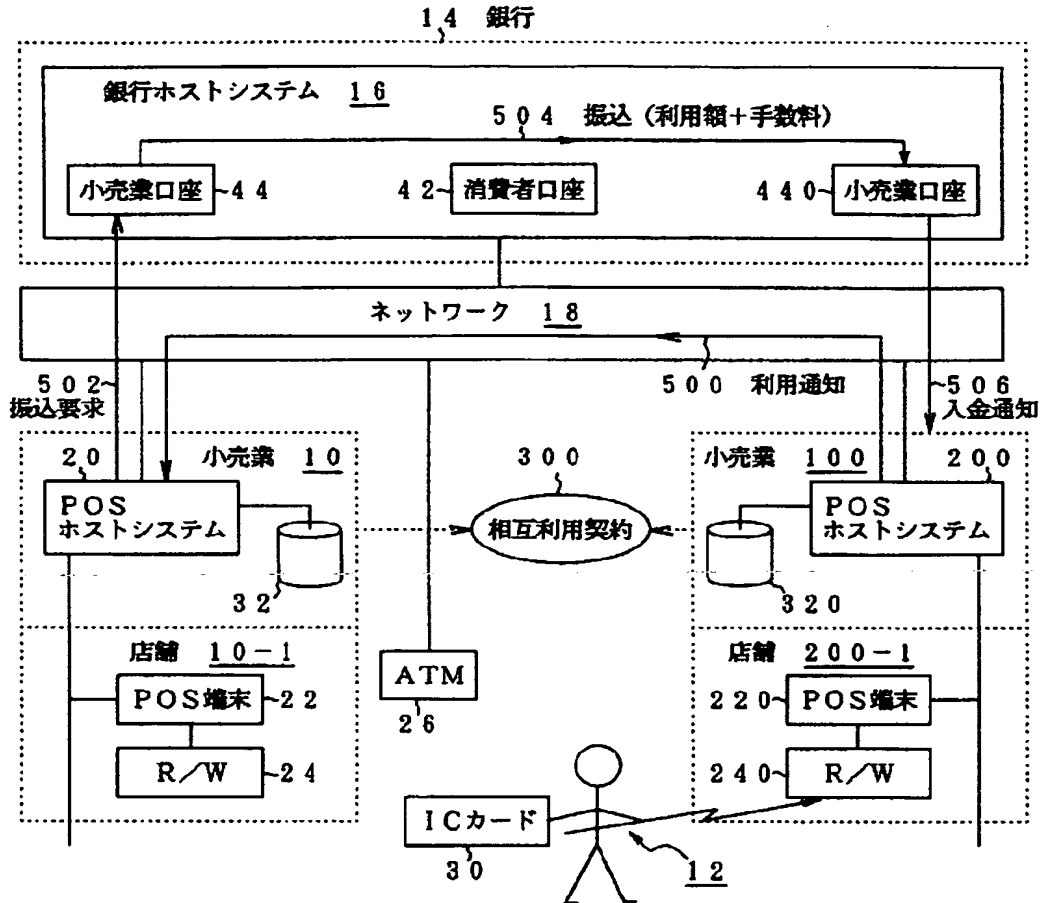 14 銀行
銀行ホストシステム 16
504 振込(利用額+手数料)
小売業口座 44
42 消費者口座
440 小売業口座
ネットワーク 18
502
振込要求
500 利用通知
506
入金通知
20 小売業 10
300
小売業 100 200
POS
ホストシステム
相互利用契約
POS
ホストシステム
32
320
店舗 10-1
店舗 200-1
POS端末 22
ATM
26
220 POS端末
R/W 24
240 R/W
ICカード
30
12